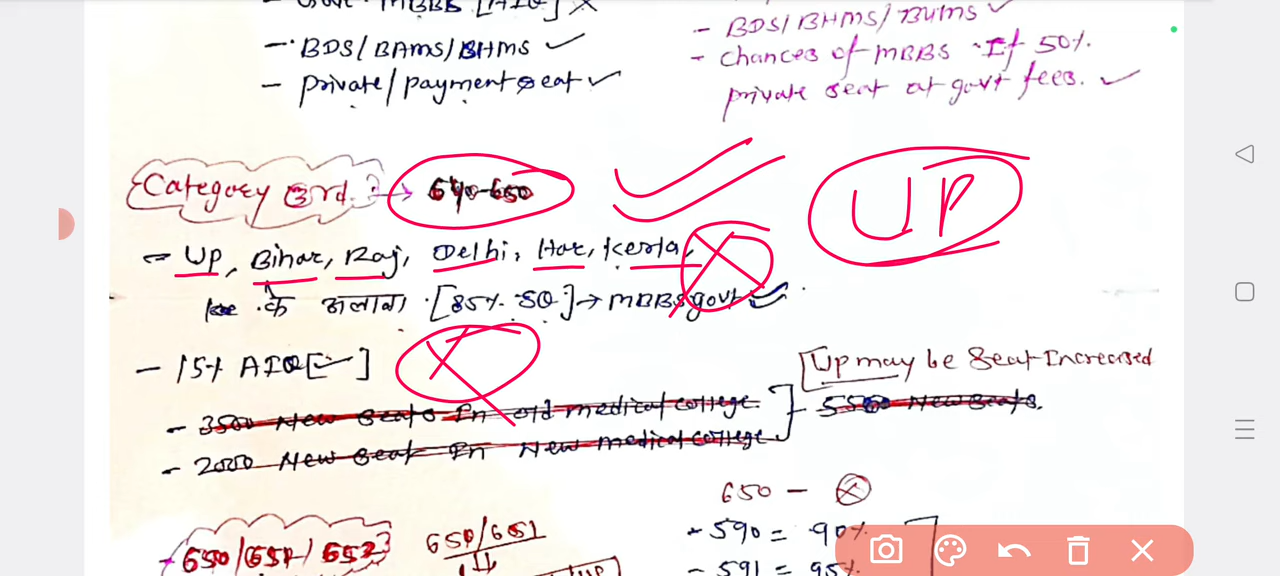 - BDS/BHMS/BUMS ✓
-· BDS/BAMS/BHMS ✓
- chances of MBBS If 50%.
- private/payment seat ✓
private seat at govt fees. ✓
Category 3rd. → 640-650
UP
- Up, Bihar, Raj, Delhi, Har, Kerla,
के अलावा [85% SQ] → MBBS govt ✓
- 15% AIQ [✓]
[Up may be Seat Increased
- 3500 New Seats In old medical college. - 5500 New Seats.
- 2000 New Seat In New medical college
650 - ⓧ
650/651/652
650/651
- 590 = 90%
- 591 = 95%